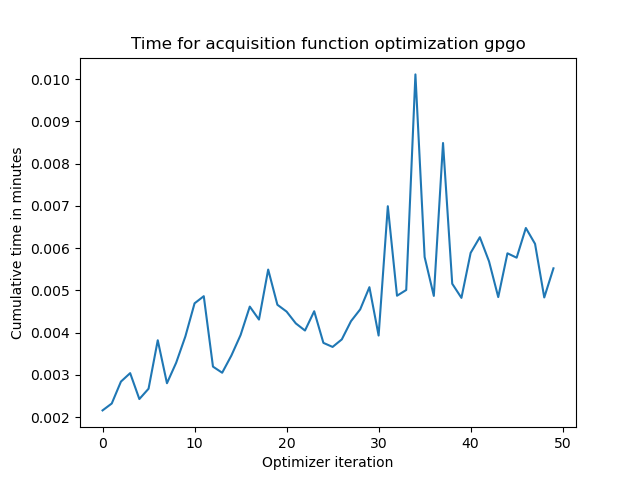 Time for acquisition function optimization gpgo
0.010
0.009
0.008
0.007
0.006
0.005
0.004
0.003
0.002
Cumulative time in minutes
0 10 20 30 40 50
Optimizer iteration